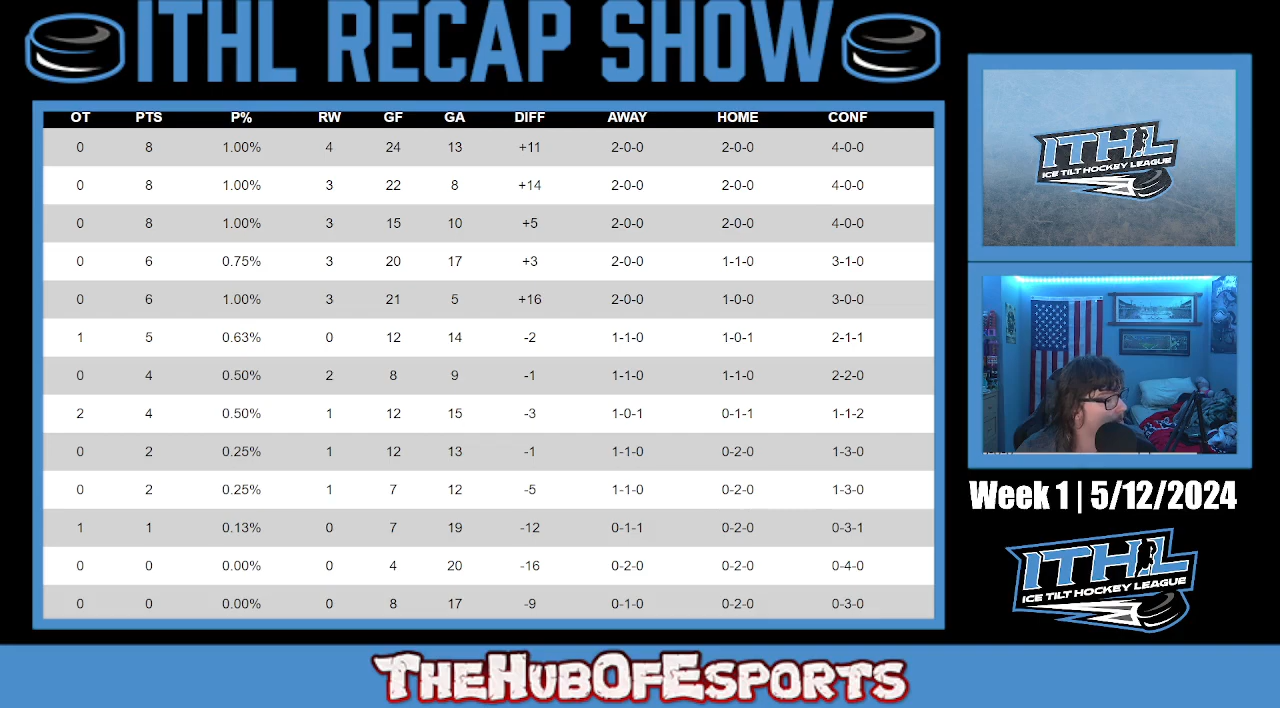 ITHL RECAP SHOW
OT PTS P% RW GF GA DIFF AWAY HOME CONF
0 8 1.00% 4 24 13 +11 2-0-0 2-0-0 4-0-0
0 8 1.00% 3 22 8 +14 2-0-0 2-0-0 4-0-0
0 8 1.00% 3 15 10 +5 2-0-0 2-0-0 4-0-0
0 6 0.75% 3 20 17 +3 2-0-0 1-1-0 3-1-0
0 6 1.00% 3 21 5 +16 2-0-0 1-0-0 3-0-0
1 5 0.63% 0 12 14 -2 1-1-0 1-0-1 2-1-1
0 4 0.50% 2 8 9 -1 1-1-0 1-1-0 2-2-0
2 4 0.50% 1 12 15 -3 1-0-1 0-1-1 1-1-2
0 2 0.25% 1 12 13 -1 1-1-0 0-2-0 1-3-0
0 2 0.25% 1 7 12 -5 1-1-0 0-2-0 1-3-0
1 1 0.13% 0 7 19 -12 0-1-1 0-2-0 0-3-1
0 0 0.00% 0 4 20 -16 0-2-0 0-2-0 0-4-0
0 0 0.00% 0 8 17 -9 0-1-0 0-2-0 0-3-0
ITHL
ICE TILT HOCKEY LEAGUE
Week 1 | 5/12/2024
ITHL
ICE TILT HOCKEY LEAGUE
THEHUBOFESPORTS